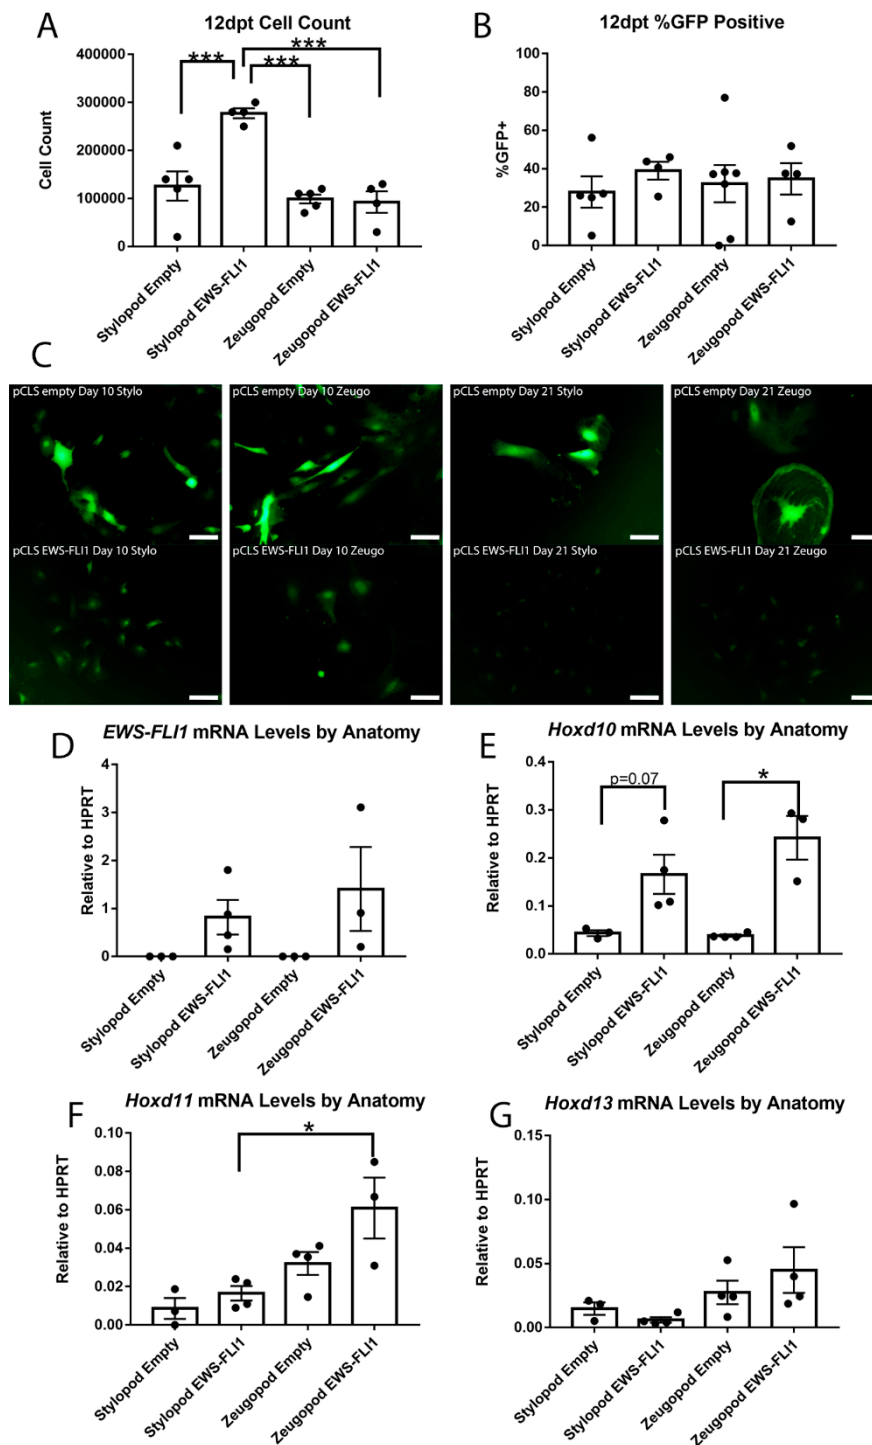 A
12dpt Cell Count
Cell Count
400000
300000
200000
100000
0
***
***
***
Stylopod Empty
Stylopod EWS-FLI1
Zeugopod Empty
Zeugopod EWS-FLI1
B
12dpt %GFP Positive
%GFP+
100
80
60
40
20
0
Stylopod Empty
Stylopod EWS-FLI1
Zeugopod Empty
Zeugopod EWS-FLI1
C
pCLS empty Day 10 Stylo
pCLS empty Day 10 Zeugo
pCLS empty Day 21 Stylo
pCLS empty Day 21 Zeugo
pCLS EWS-FLI1 Day 10 Stylo
pCLS EWS-FLI1 Day 10 Zeugo
pCLS EWS-FLI1 Day 21 Stylo
pCLS EWS-FLI1 Day 21 Zeugo
D
EWS-FLI1 mRNA Levels by Anatomy
Relative to HPRT
4
3
2
1
0
Stylopod Empty
Stylopod EWS-FLI1
Zeugopod Empty
Zeugopod EWS-FLI1
E
Hoxd10 mRNA Levels by Anatomy
Relative to HPRT
0.4
0.3
0.2
0.1
0.0
p=0.07
*
Stylopod Empty
Stylopod EWS-FLI1
Zeugopod Empty
Zeugopod EWS-FLI1
F
Hoxd11 mRNA Levels by Anatomy
Relative to HPRT
0.10
0.08
0.06
0.04
0.02
0.00
*
Stylopod Empty
Stylopod EWS-FLI1
Zeugopod Empty
Zeugopod EWS-FLI1
G
Hoxd13 mRNA Levels by Anatomy
Relative to HPRT
0.15
0.10
0.05
0.00
Stylopod Empty
Stylopod EWS-FLI1
Zeugopod Empty
Zeugopod EWS-FLI1